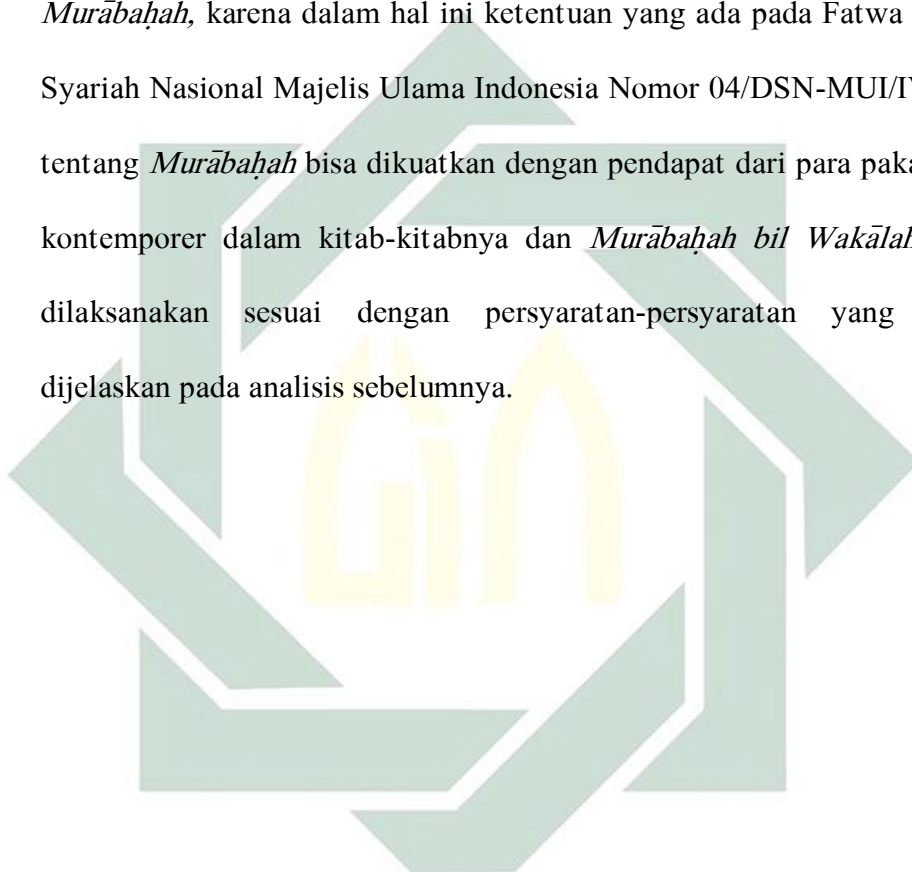 Murābaḥah, karena dalam hal ini ketentuan yang ada pada Fatwa
Syariah Nasional Majelis Ulama Indonesia Nomor 04/DSN-MUI/I
tentang Murābaḥah bisa dikuatkan dengan pendapat dari para paka
kontemporer dalam kitab-kitabnya dan Murābaḥah bil Wakālah
dilaksanakan sesuai dengan persyaratan-persyaratan yang
dijelaskan pada analisis sebelumnya.